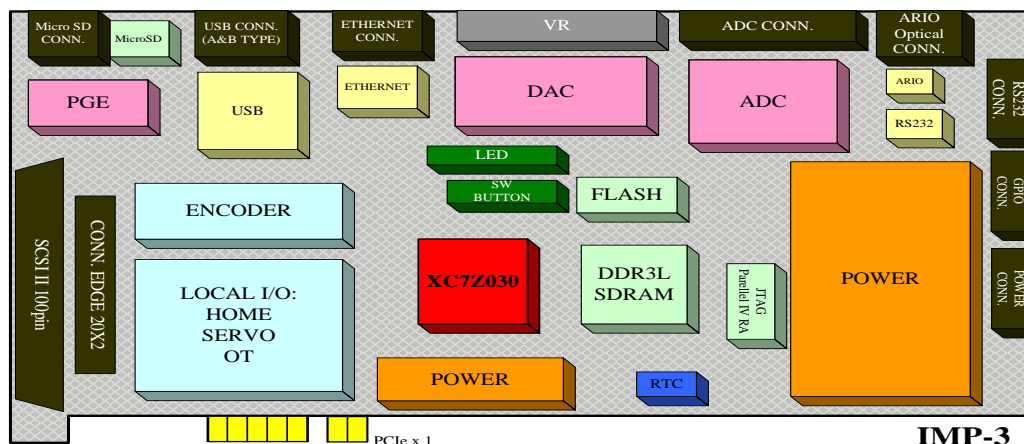 Micro SD
CONN.
MicroSD
USB CONN.
(A&B TYPE)
ETHERNET
CONN.
VR
ADC CONN.
ARIO
Optical
CONN.
PGE
USB
ETHERNET
DAC
ADC
ARIO
RS232
RS232
CONN.
LED
SW
BUTTON
FLASH
GPIO
CONN.
SCSI II 100pin
CONN. EDGE 20X2
ENCODER
LOCAL I/O:
HOME
SERVO
OT
XC7Z030
DDR3L
SDRAM
JTAG
Parellel IV RA
POWER
POWER
CONN.
POWER
RTC
PCIe x 1
IMP-3